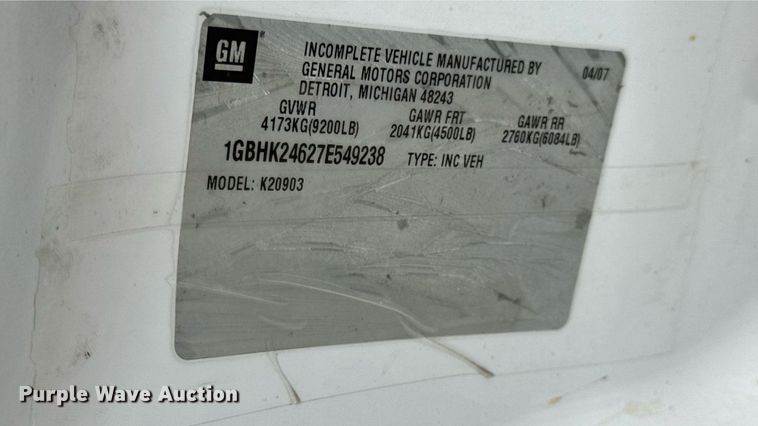 GM
INCOMPLETE VEHICLE MANUFACTURED BY
GENERAL MOTORS CORPORATION
DETROIT, MICHIGAN 48243
04/07
GVWR
4173KG(9200LB)
GAWR FRT
2041KG(4500LB)
GAWR RR
2760KG(6084LB)
1GBHK24627E549238 TYPE: INC VEH
MODEL: K20903
Purple Wave Auction